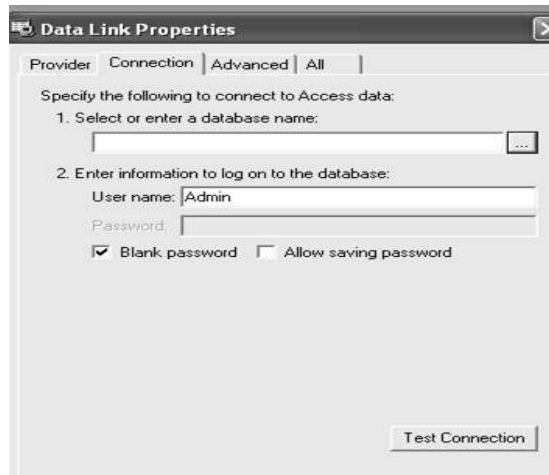 Data Link Properties
Provider Connection Advanced All
Specify the following to connect to Access data:
1. Select or enter a database name:
...
2. Enter information to log on to the database:
User name: Admin
Password:
Blank password Allow saving password
Test Connection